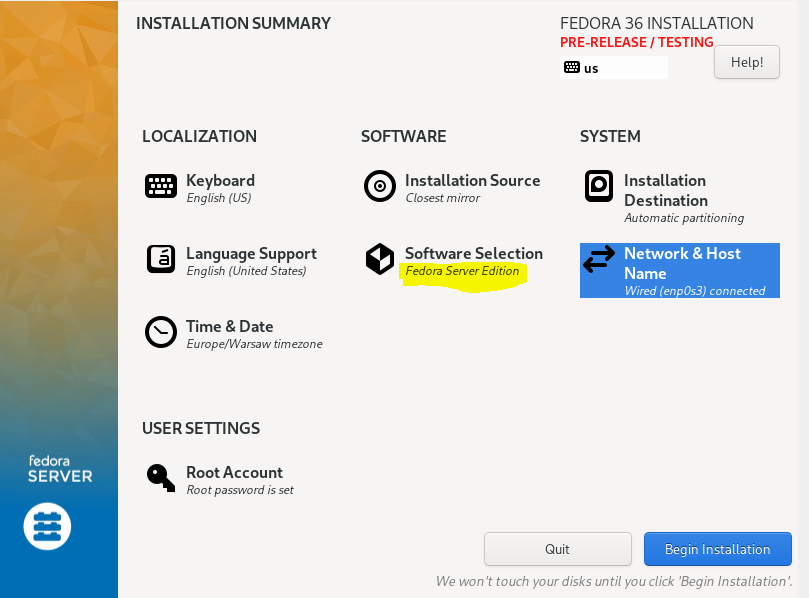 INSTALLATION SUMMARY
FEDORA 36 INSTALLATION
PRE-RELEASE / TESTING
us
Help!
LOCALIZATION
Keyboard
English (US)
Language Support
English (United States)
Time & Date
Europe/Warsaw timezone
SOFTWARE
Installation Source
Closest mirror
Software Selection
Fedora Server Edition
SYSTEM
Installation
Destination
Automatic partitioning
Network & Host
Name
Wired (enp0s3) connected
USER SETTINGS
Root Account
Root password is set
fedora
SERVER
Quit
Begin Installation
We won't touch your disks until you click 'Begin Installation'.